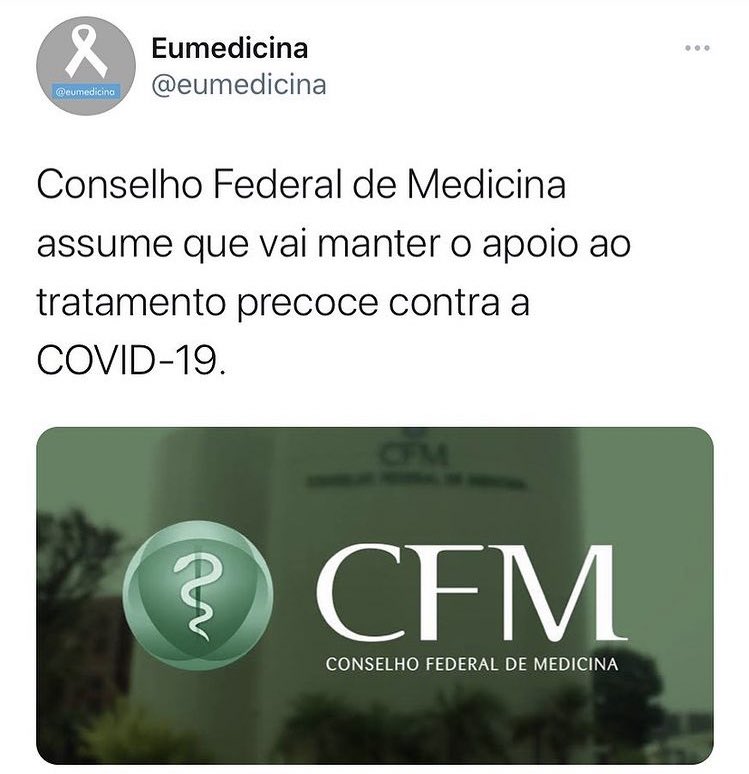 Eumedicina
@eumedicina
@eumedicina
Conselho Federal de Medicina
assume que vai manter o apoio ao
tratamento precoce contra a
COVID-19.
CFM
CFM
CONSELHO FEDERAL DE MEDICINA